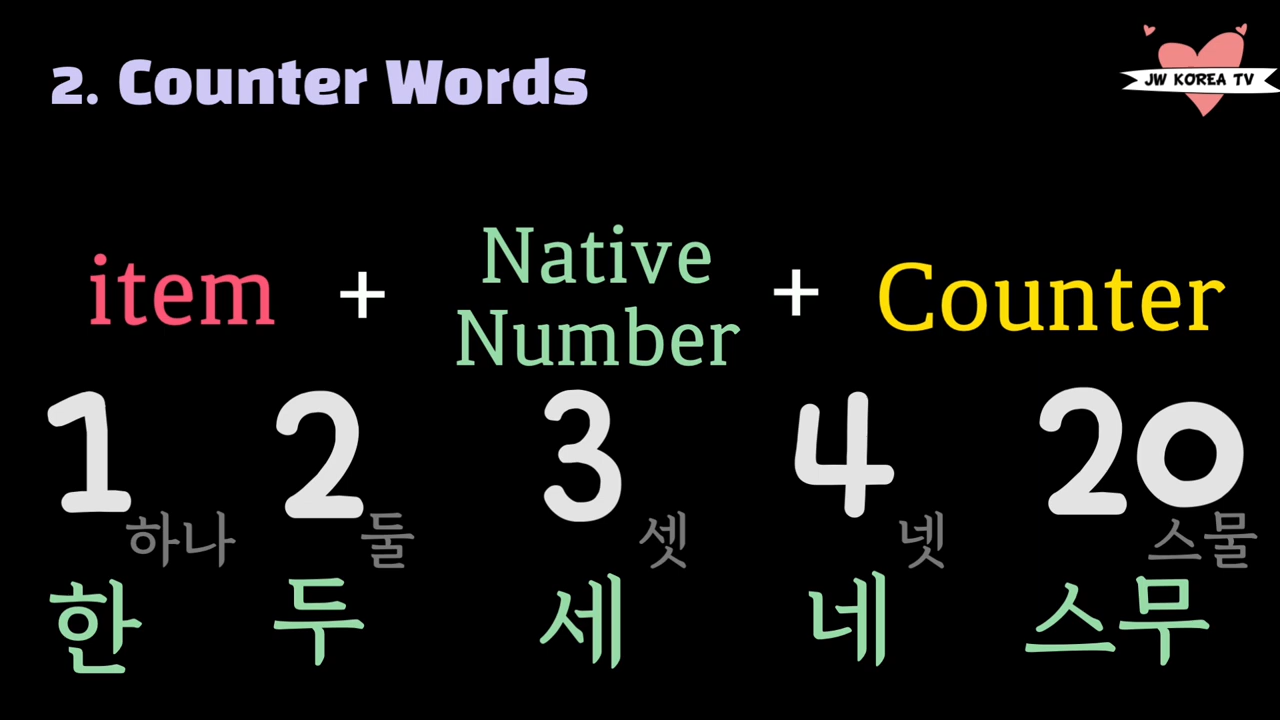 2. Counter Words
JW KOREA TV
item + Native Number + Counter
1 2 3 4 20
하나 둘 셋 넷 스물
한 두 세 네 스무